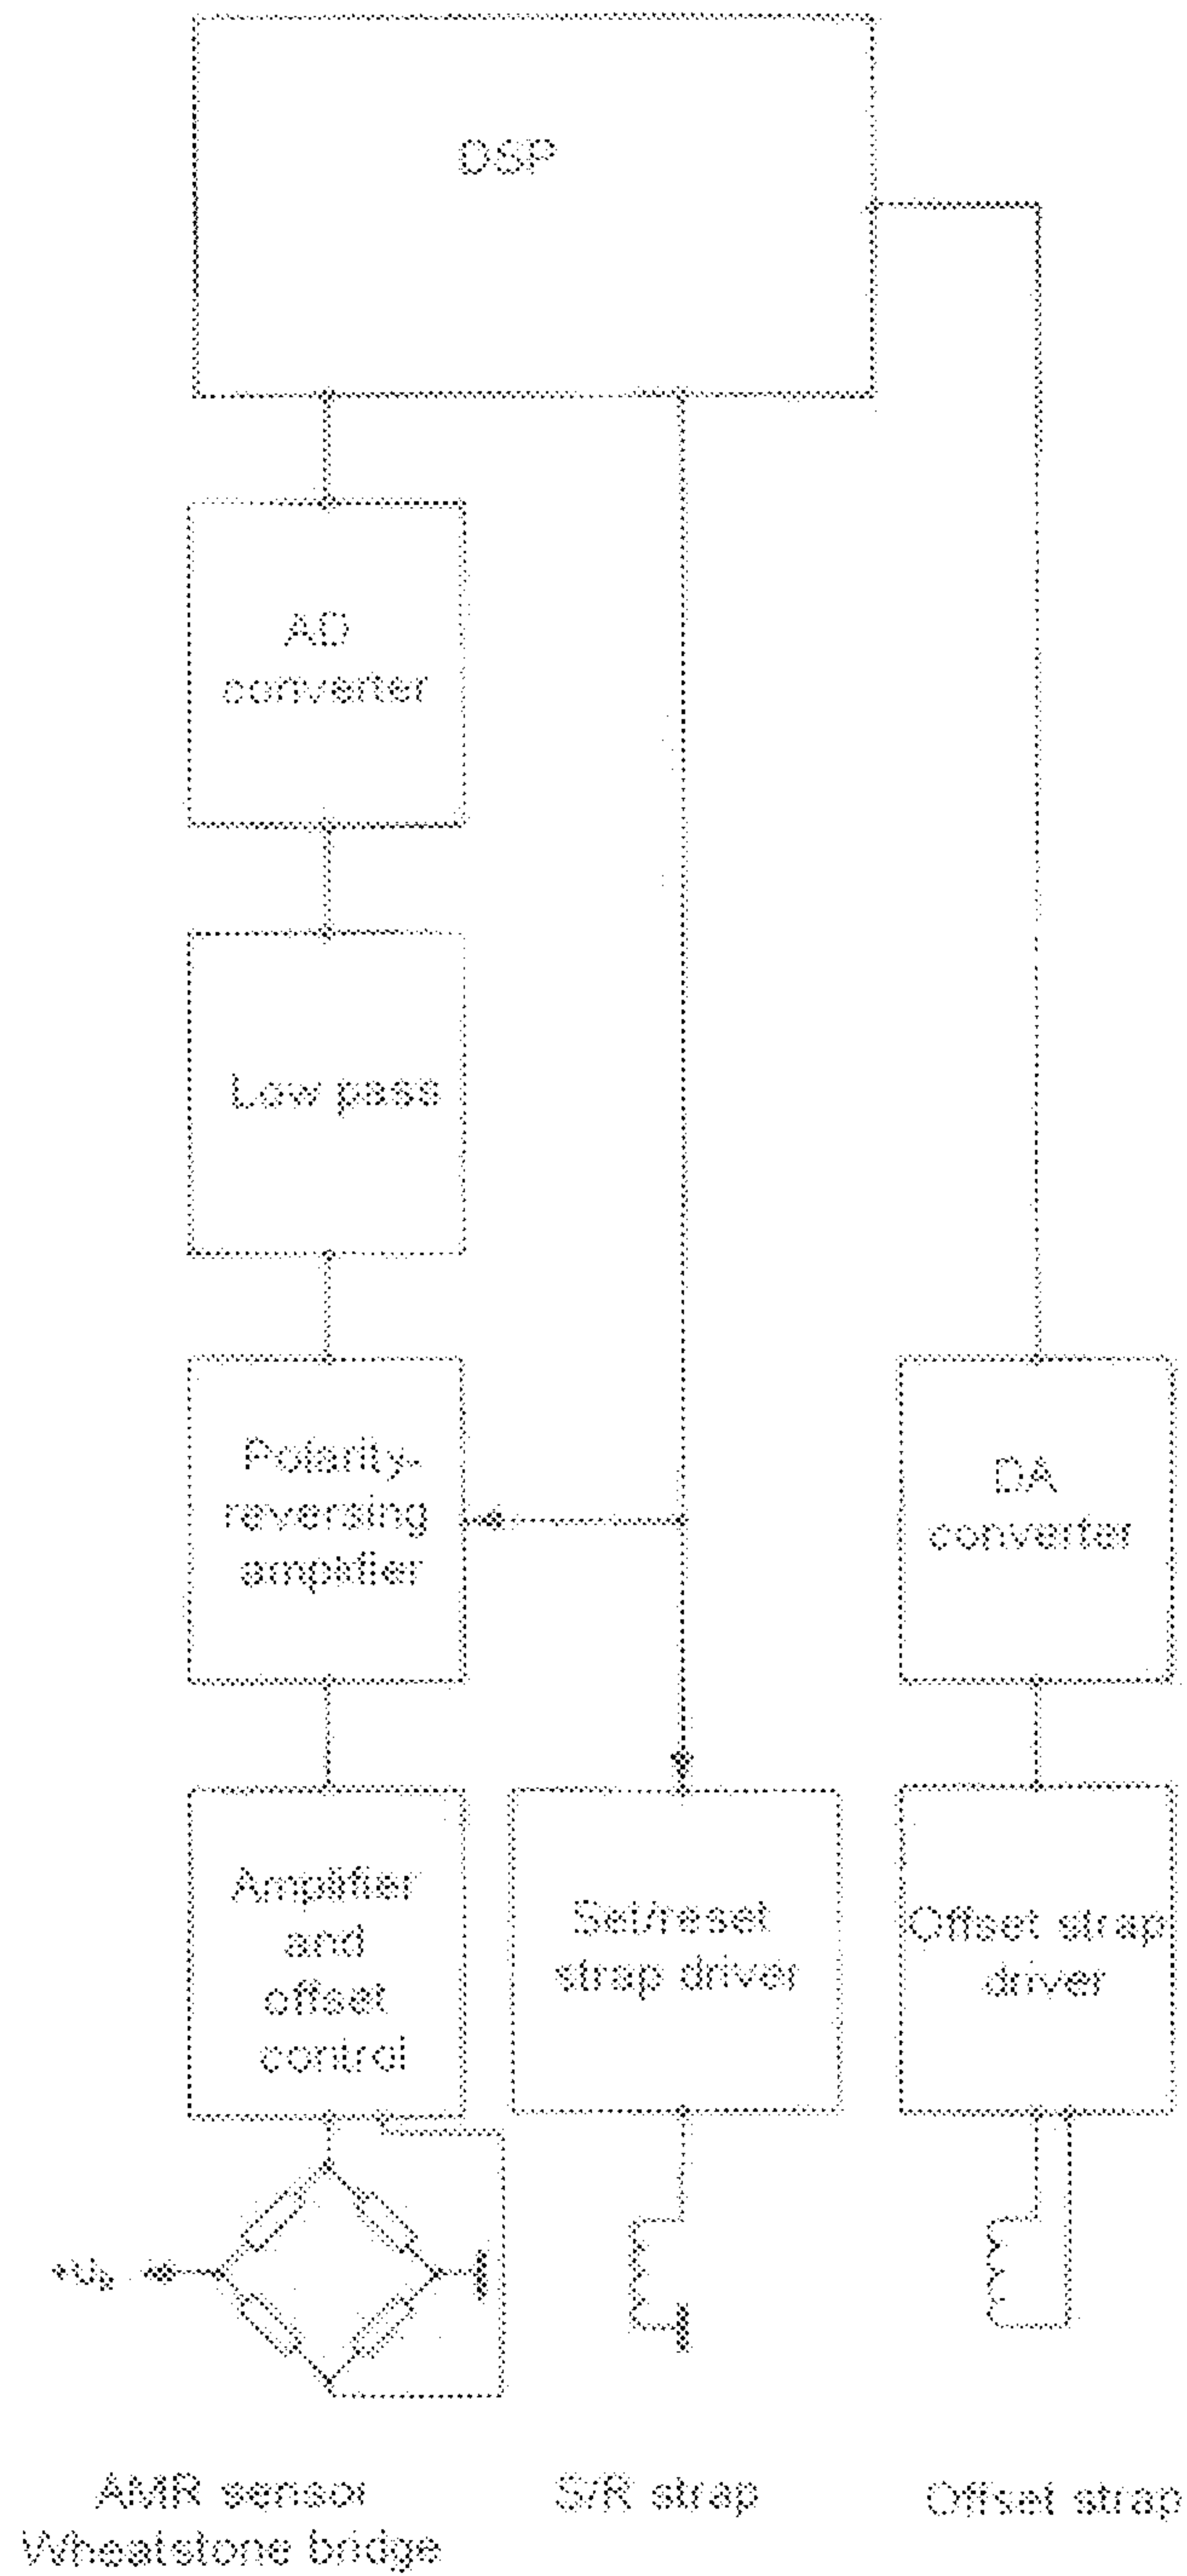 DSP
AD
converter
Low pass
Polarity-
reversing
amplifier
DA
converter
Amplifier
and
offset
control
Set/reset
strap driver
Offset strap
driver
AMR sensor
Wheatstone bridge
S/R strap
Offset strap